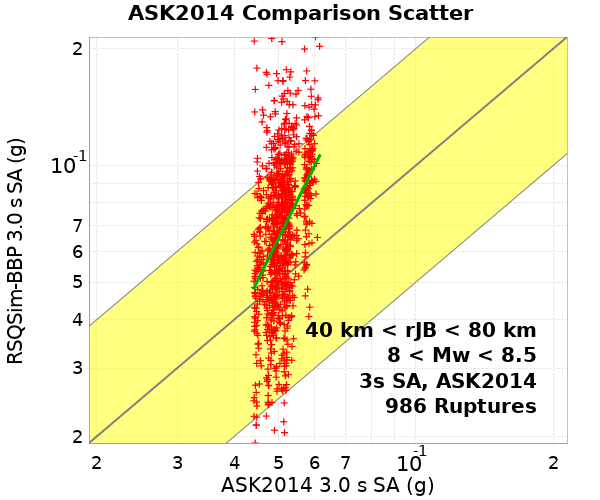 ASK2014 Comparison Scatter
RSQSim-BBP 3.0 s SA (g)
2
10-1
7
6
5
4
3
2
40 km < rJB < 80 km
8 < Mw < 8.5
3s SA, ASK2014
986 Ruptures
2 3 4 5 6 7 10-1 2
ASK2014 3.0 s SA (g)